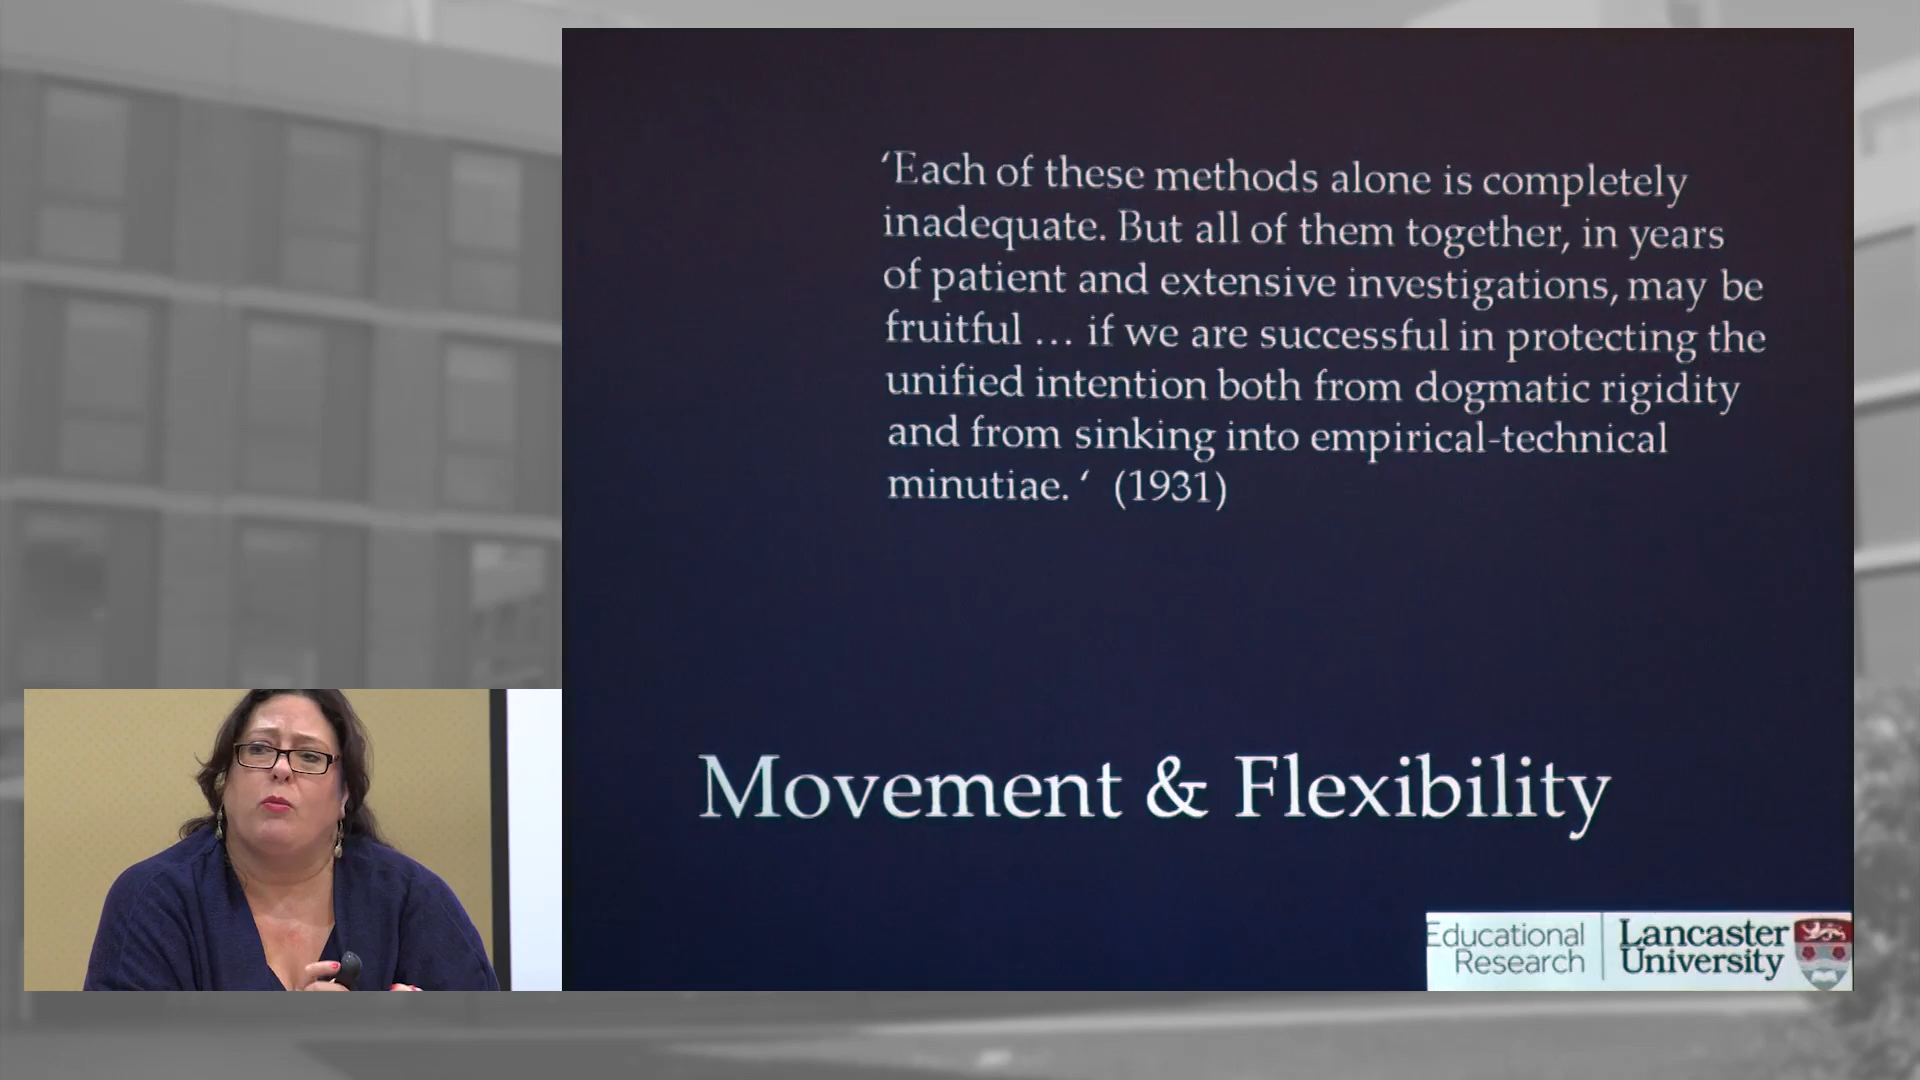 ‘Each of these methods alone is completely
inadequate. But all of them together, in years
of patient and extensive investigations, may be
fruitful … if we are successful in protecting the
unified intention both from dogmatic rigidity
and from sinking into empirical-technical
minutiae. ‘ (1931)
Movement & Flexibility
Educational
Research
Lancaster
University